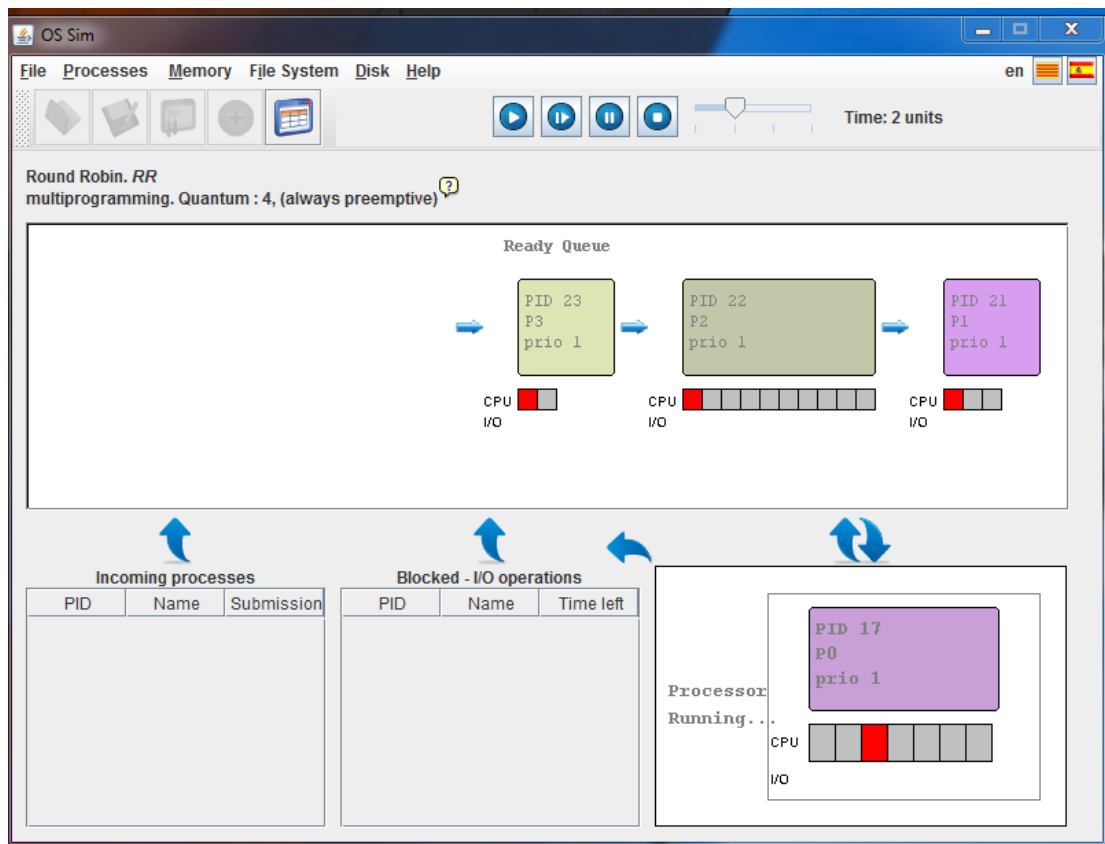 OS Sim
File Processes Memory File System Disk Help
en
Time: 2 units
Round Robin. RR
multiprogramming. Quantum : 4, (always preemptive)
?
Ready Queue
PID 23
P3
prio 1
CPU
I/O
PID 22
P2
prio 1
CPU
I/O
PID 21
P1
prio 1
CPU
I/O
Incoming processes
PID Name Submission
Blocked - I/O operations
PID Name Time left
Processor
Running...
PID 17
P0
prio 1
CPU
I/O